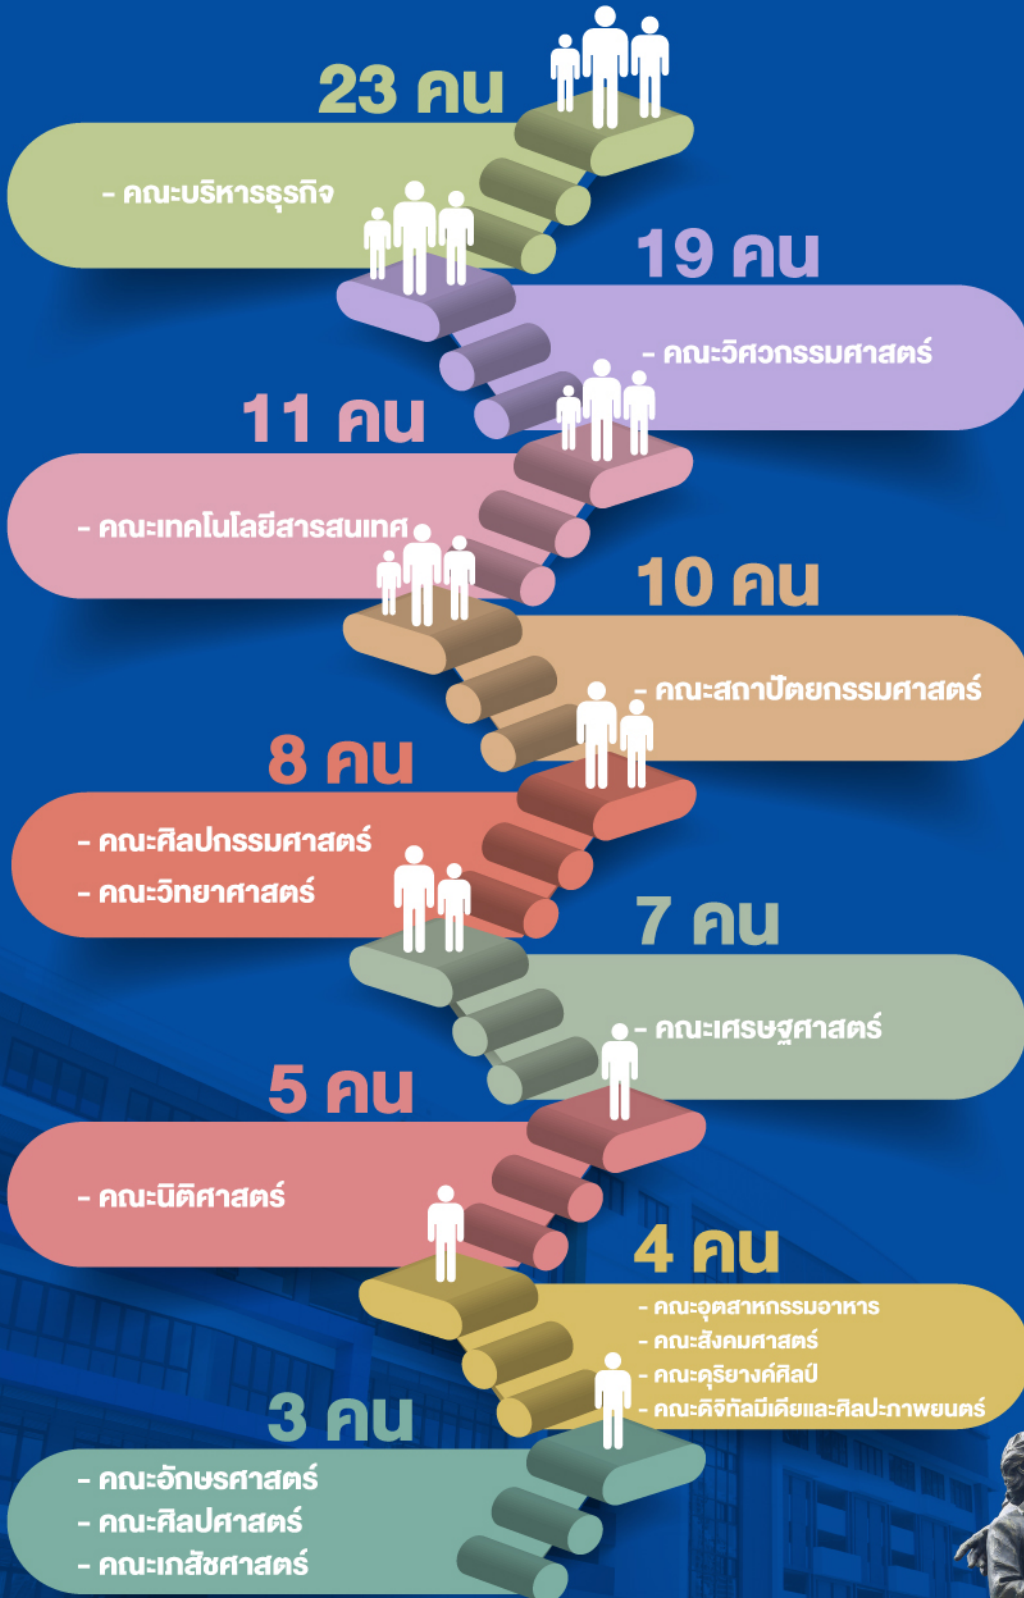 23 คน
- คณะบริหารธุรกิจ
19 คน
- คณะวิศวกรรมศาสตร์
11 คน
- คณะเทคโนโลยีสารสนเทศ
10 คน
- คณะสถาปัตยกรรมศาสตร์
8 คน
- คณะศิลปกรรมศาสตร์
- คณะวิทยาศาสตร์
7 คน
- คณะเศรษฐศาสตร์
5 คน
- คณะนิติศาสตร์
4 คน
- คณะอุตสาหกรรมอาหาร
- คณะสังคมศาสตร์
- คณะดุริยางค์ศิลป์
- คณะดิจิทัลมีเดียและศิลปะภาพยนตร์
3 คน
- คณะอักษรศาสตร์
- คณะศิลปศาสตร์
- คณะเภสัชศาสตร์